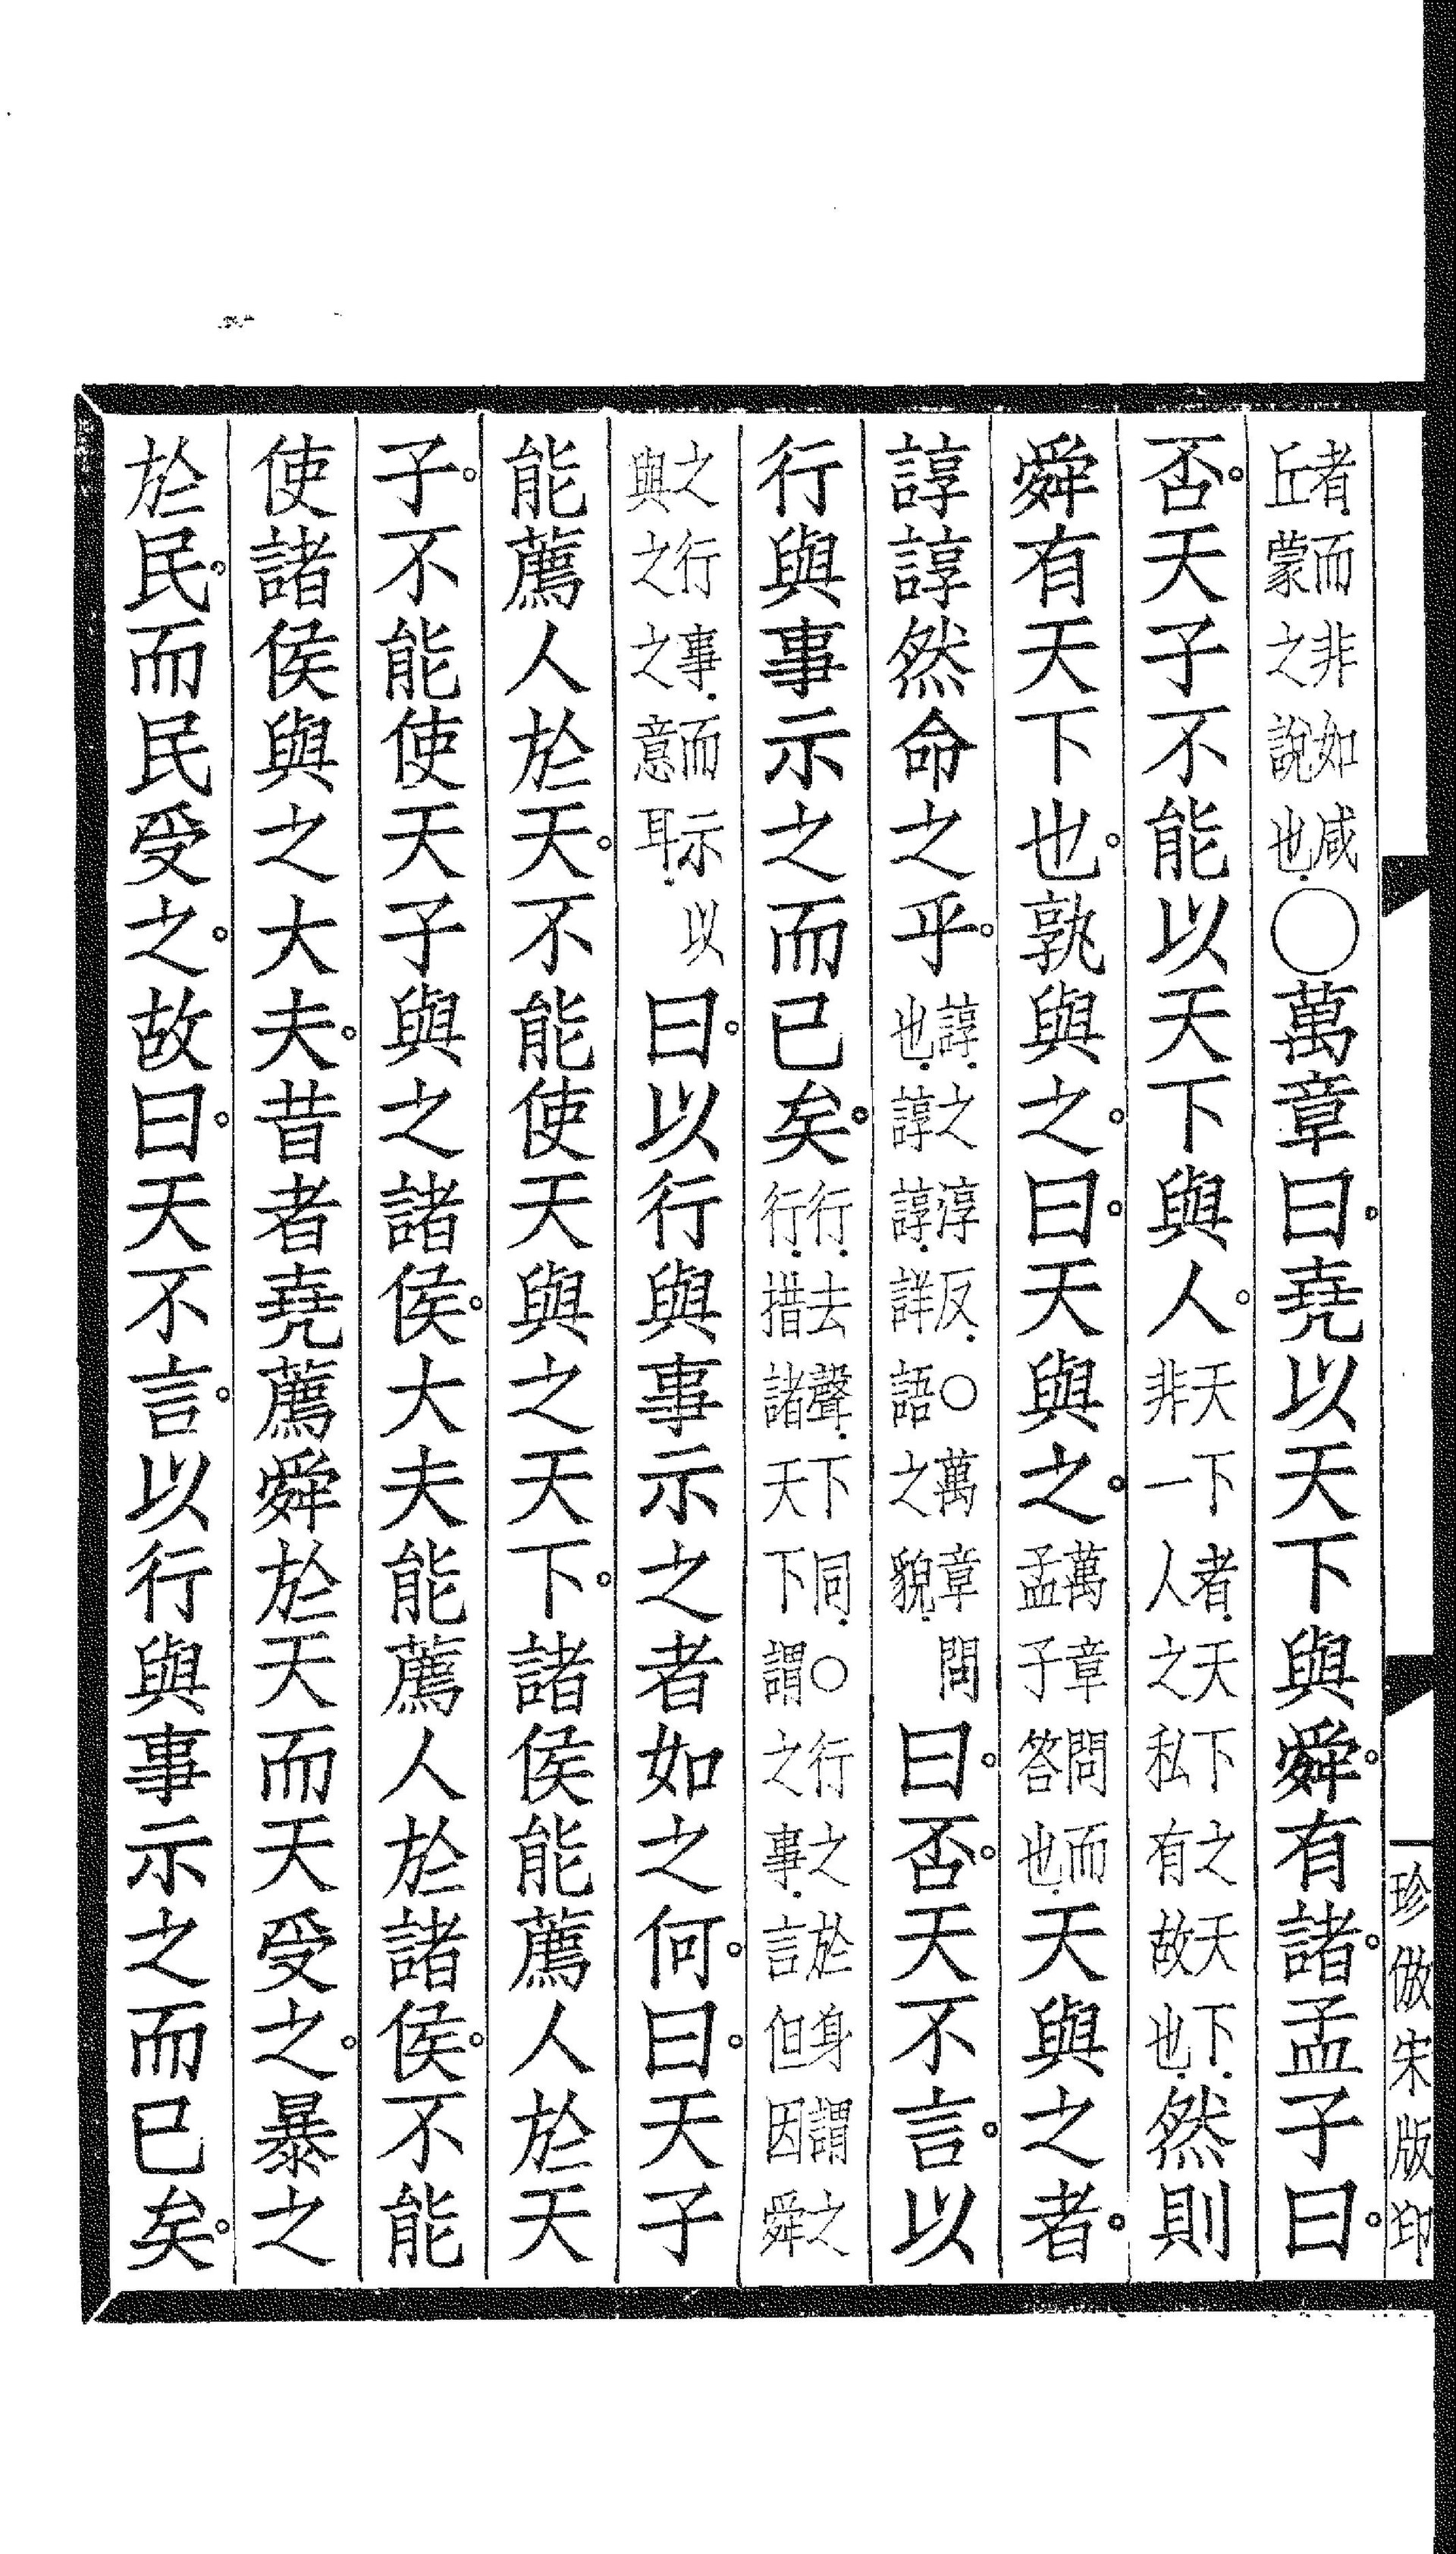 者.而非如咸丘蒙之說也.○萬章曰。堯以天下與舜。有諸。孟子曰。
否。天子不能以天下與人。天下者.天下之天下.非一人之私有故也.然則
舜有天下也。孰與之。曰。天與之。萬章問而孟子答也.天與之者。
諄諄然命之乎。諄.之淳反.○萬章問也.諄諄.詳語之貌.曰。否。天不言。以
行與事示之而已矣。行.去聲.下同.○行之於身謂之行.措諸天下謂之事.言但因舜
之行事.而示以與之之意耳.曰。以行與事示之者如之何。曰。天子
能薦人於天。不能使天與之天下。諸侯能薦人於天
子。不能使天子與之諸侯。大夫能薦人於諸侯。不能
使諸侯與之大夫。昔者堯薦舜於天而天受之。暴之
於民。而民受之。故曰。天不言。以行與事示之而已矣。
一珍倣宋版印